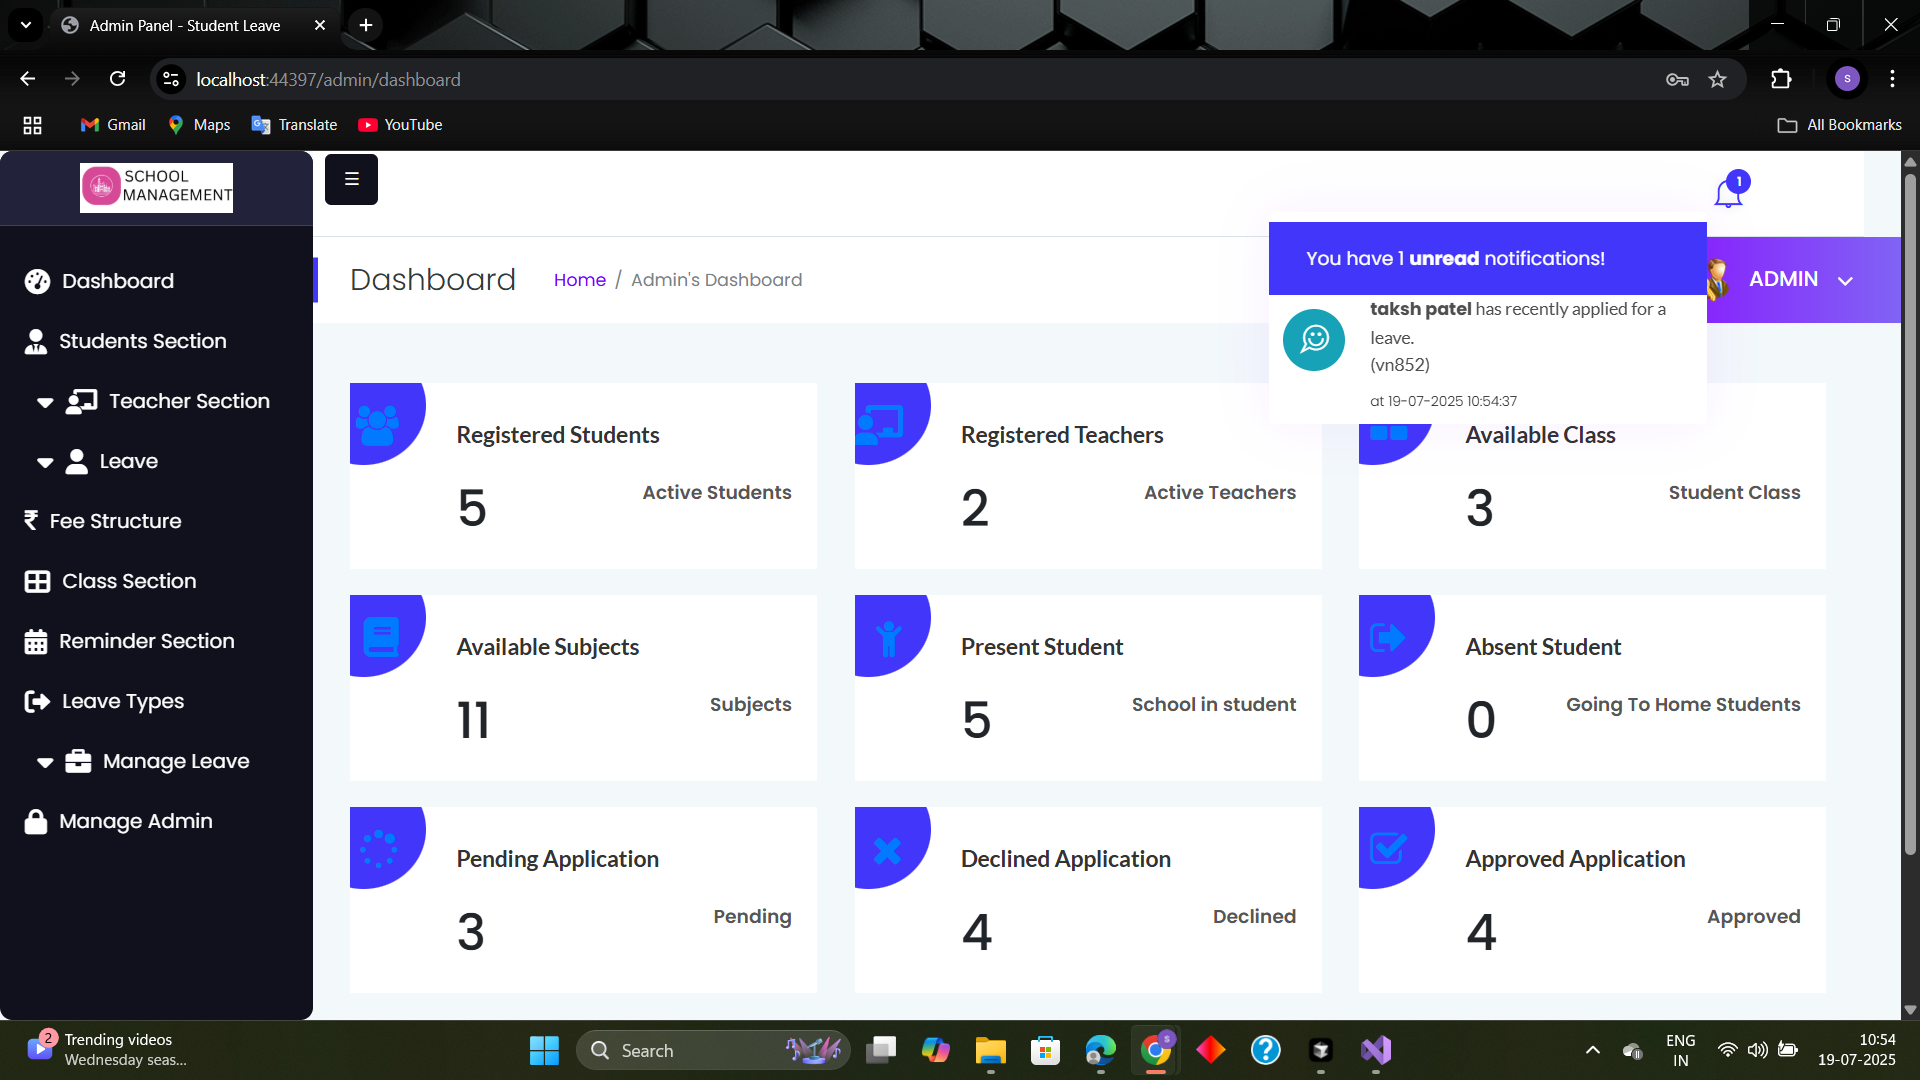 Admin Panel - Student Leave
localhost:44397/admin/dashboard
S
Gmail
Maps
Translate
YouTube
All Bookmarks
SCHOOL
MANAGEMENT
☰
1
Dashboard
Home / Admin's Dashboard
You have 1 unread notifications!
ADMIN
taksh patel has recently applied for a
leave.
(vn852)
at 19-07-2025 10:54:37
Dashboard
Students Section
Teacher Section
Leave
₹ Fee Structure
Class Section
Reminder Section
Leave Types
Manage Leave
Manage Admin
Registered Students
5
Active Students
Registered Teachers
2
Active Teachers
Available Class
3
Student Class
Available Subjects
11
Subjects
Present Student
5
School in student
Absent Student
0
Going To Home Students
Pending Application
3
Pending
Declined Application
4
Declined
Approved Application
4
Approved
2
Trending videos
Wednesday seas...
Search
S
?
ENG
IN
10:54
19-07-2025